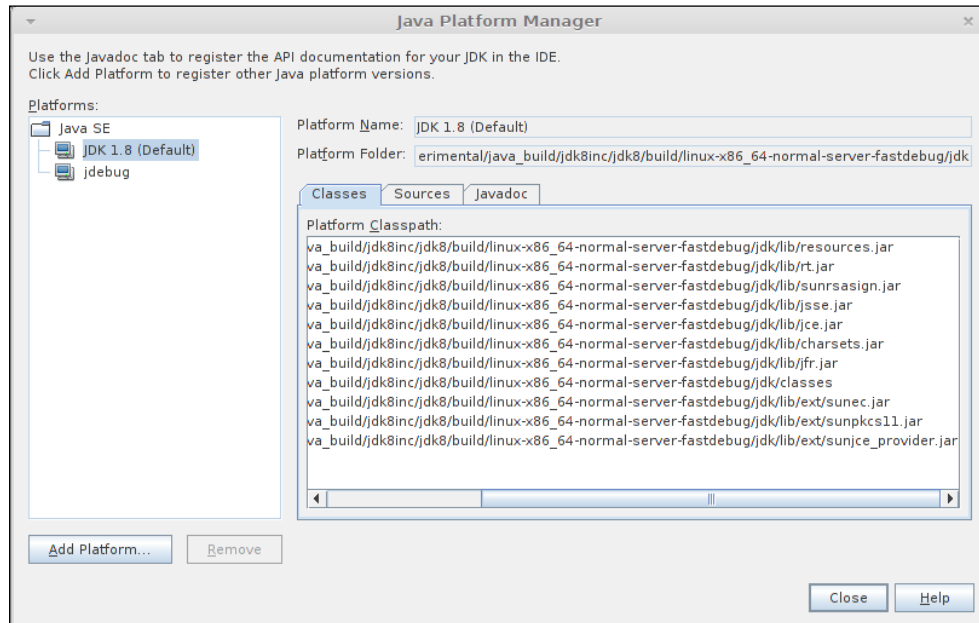 Java Platform Manager
Use the Javadoc tab to register the API documentation for your JDK in the IDE.
Click Add Platform to register other Java platform versions.
Platforms:
Java SE
JDK 1.8 (Default)
jdebug
Platform Name: JDK 1.8 (Default)
Platform Folder: erimental/java_build/jdk8inc/jdk8/build/linux-x86_64-normal-server-fastdebug/jdk
Classes Sources Javadoc
Platform Classpath:
va_build/jdk8inc/jdk8/build/linux-x86_64-normal-server-fastdebug/jdk/lib/resources.jar
va_build/jdk8inc/jdk8/build/linux-x86_64-normal-server-fastdebug/jdk/lib/rt.jar
va_build/jdk8inc/jdk8/build/linux-x86_64-normal-server-fastdebug/jdk/lib/sunrsasign.jar
va_build/jdk8inc/jdk8/build/linux-x86_64-normal-server-fastdebug/jdk/lib/jsse.jar
va_build/jdk8inc/jdk8/build/linux-x86_64-normal-server-fastdebug/jdk/lib/jce.jar
va_build/jdk8inc/jdk8/build/linux-x86_64-normal-server-fastdebug/jdk/lib/charsets.jar
va_build/jdk8inc/jdk8/build/linux-x86_64-normal-server-fastdebug/jdk/lib/jfr.jar
va_build/jdk8inc/jdk8/build/linux-x86_64-normal-server-fastdebug/jdk/classes
va_build/jdk8inc/jdk8/build/linux-x86_64-normal-server-fastdebug/jdk/lib/ext/sunec.jar
va_build/jdk8inc/jdk8/build/linux-x86_64-normal-server-fastdebug/jdk/lib/ext/sunpkcs11.jar
va_build/jdk8inc/jdk8/build/linux-x86_64-normal-server-fastdebug/jdk/lib/ext/sunjce_provider.jar
Add Platform... Remove
Close Help